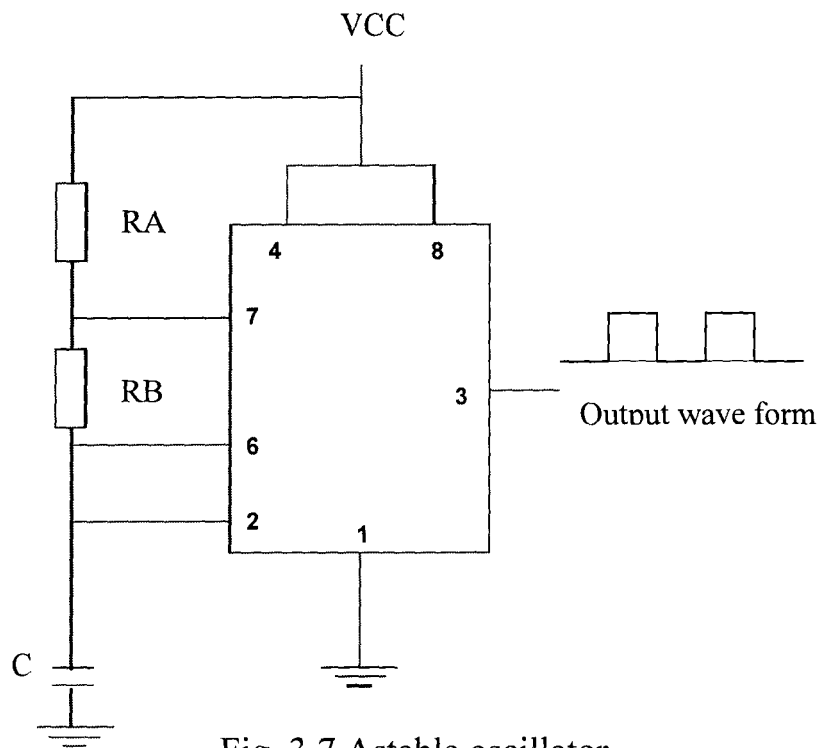 VCC
RA
4
8
7
RB
3
Output wave form
6
2
1
C
Fig. 3.7 Astable oscillator